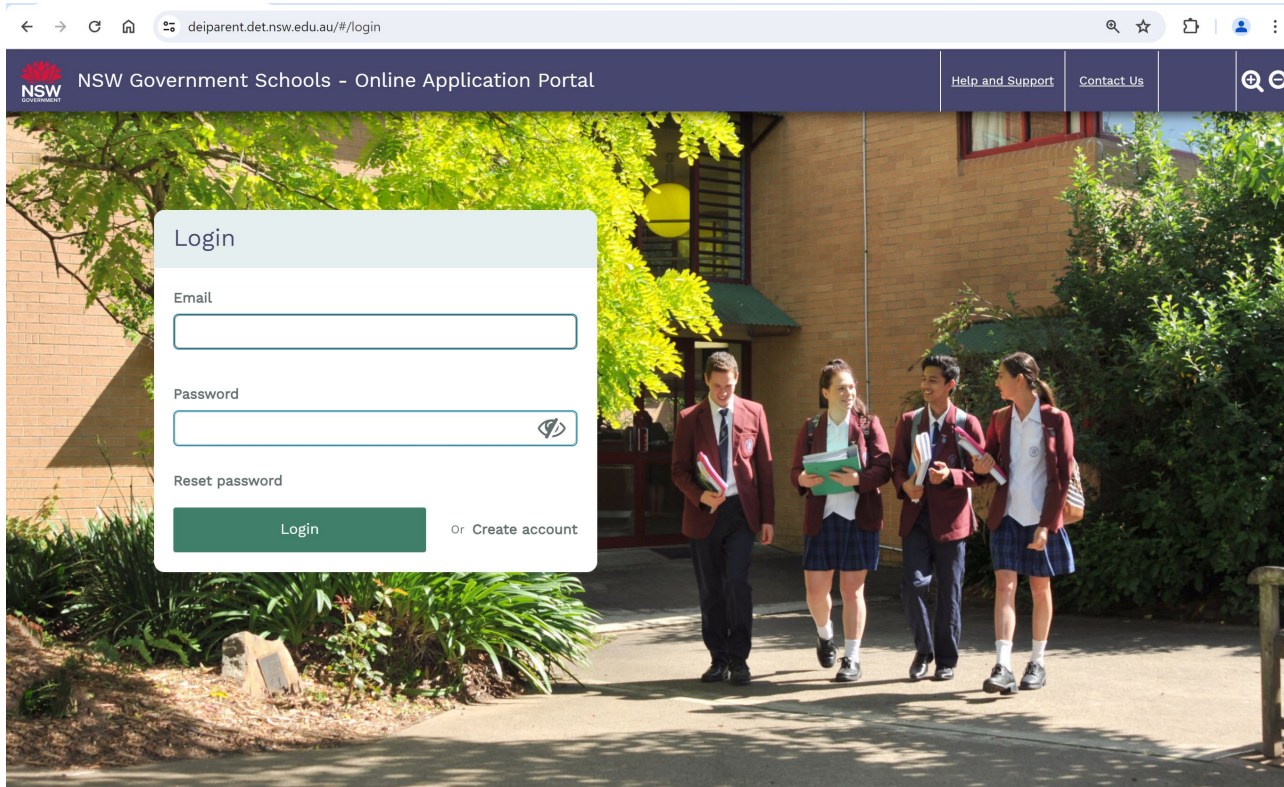 deiparent.det.nsw.edu.au/#/login
NSW
GOVERNMENT
NSW Government Schools - Online Application Portal
Help and Support
Contact Us
Login
Email
Password
Reset password
Login
Or Create account